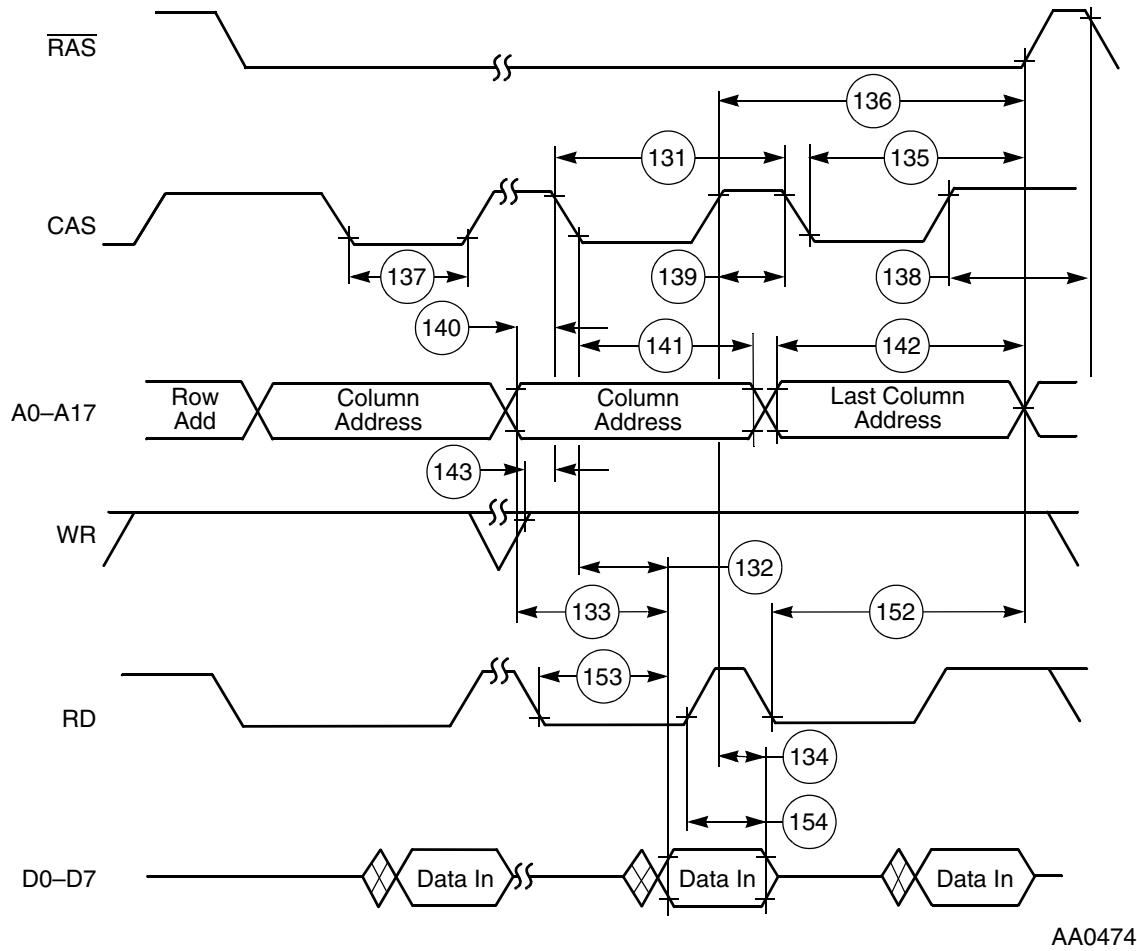 RAS
136
131
135
CAS
137
139
138
140
141
142
A0–A17
Row
Add
Column
Address
Column
Address
Last Column
Address
143
WR
132
133
152
153
RD
134
154
D0–D7
Data In
Data In
Data In
AA0474